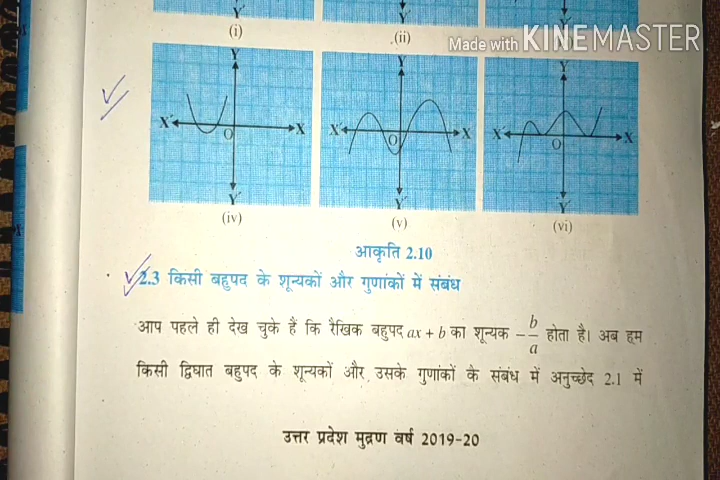 Y′ Y′
(i) (ii)
Made with KINEMASTER
Y Y Y
X′ X X′ X X′ X
O O O
Y′ Y′ Y′
(iv) (v) (vi)
आकृति 2.10
2.3 किसी बहुपद के शून्यकों और गुणांकों में संबंध
आप पहले ही देख चुके हैं कि रैखिक बहुपद ax + b का शून्यक −b/a होता है। अब हम
किसी द्विघात बहुपद के शून्यकों और उसके गुणांकों के संबंध में अनुच्छेद 2.1 में
उत्तर प्रदेश मुद्रण वर्ष 2019-20